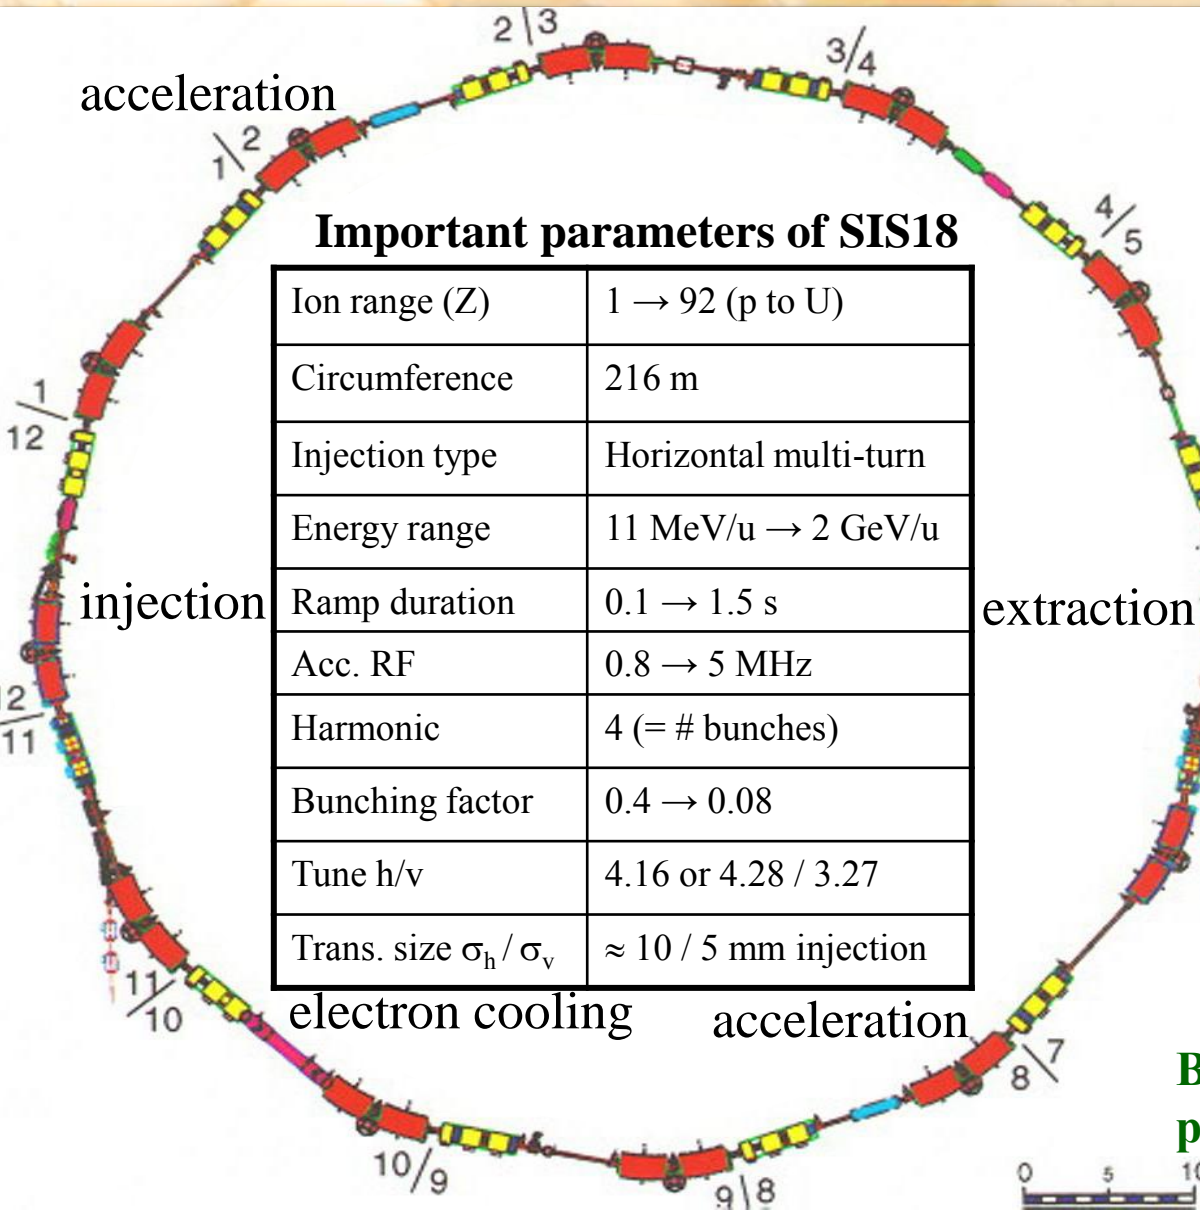 2 3
3/4
acceleration
1 2
4/
5
Important parameters of SIS18
Ion range (Z) 1 → 92 (p to U)
Circumference 216 m
1
12
Injection type Horizontal multi-turn
Energy range 11 MeV/u → 2 GeV/u
injection
Ramp duration 0.1 → 1.5 s
extraction
Acc. RF 0.8 → 5 MHz
12
11
Harmonic 4 (= # bunches)
Bunching factor 0.4 → 0.08
Tune h/v 4.16 or 4.28 / 3.27
Trans. size σh / σv ≈ 10 / 5 mm injection
11/
10
electron cooling
acceleration
8 7
10/9
9 8
0 5 10